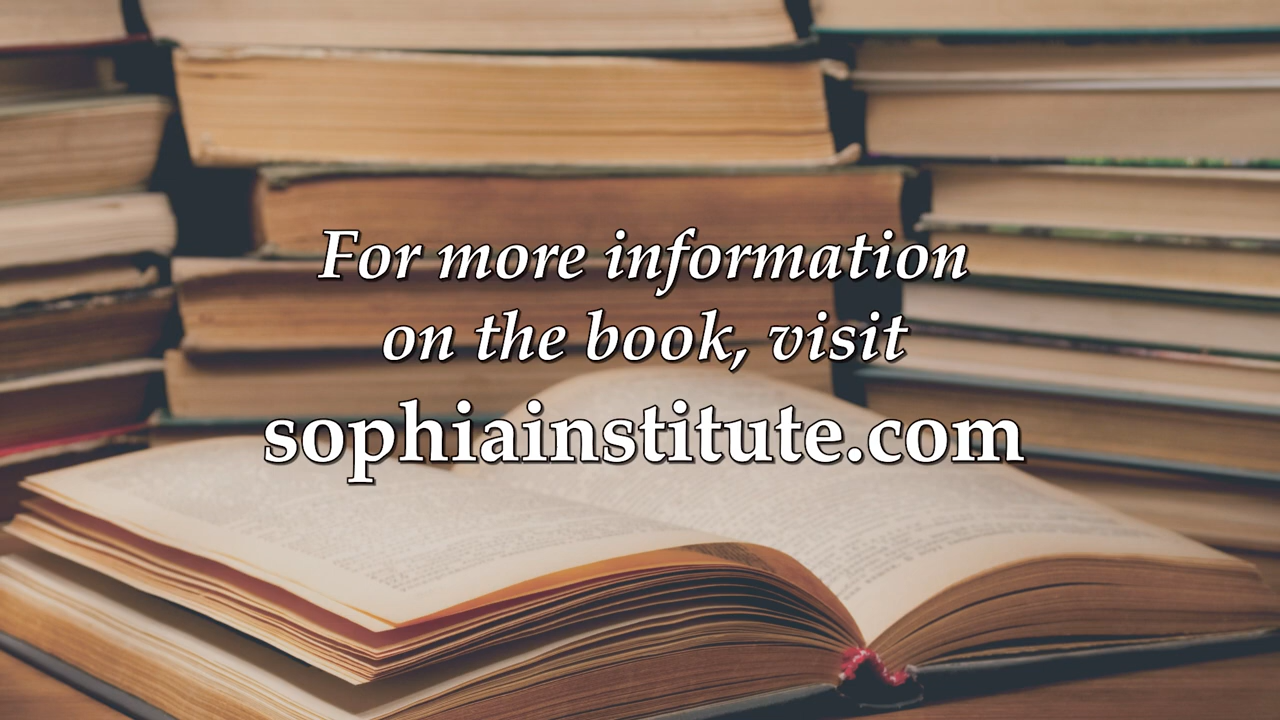 For more information
on the book, visit
sophiainstitute.com